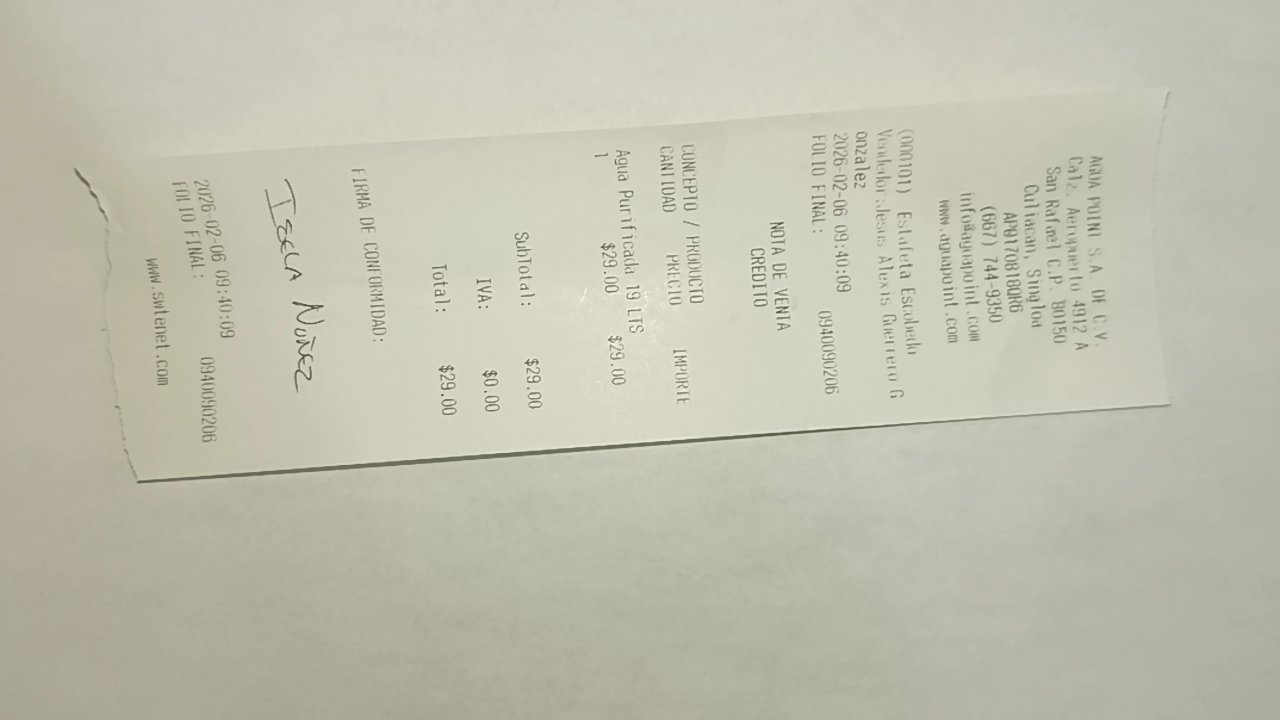 AGUA POINT S.A. DE C.V.
Calz. Aeropuerto 4912 A
San Rafael C.P. 80150
Culiacan, Sinaloa
APO170818QR6
(667) 744-9350
info@aguapoint.com
www.aguapoint.com
(000101) Estafeta Escobedo
Vendedor:Jesus Alexis Guerrero G
onzalez
2026-02-06 09:40:09
FOLIO FINAL: 0940090206
NOTA DE VENTA
CREDITO
CONCEPTO / PRODUCTO
CANTIDAD PRECIO IMPORTE
Agua Purificada 19 LTS
1 $29.00 $29.00
SubTotal: $29.00
IVA: $0.00
Total: $29.00
FIRMA DE CONFORMIDAD:
Nuñez
2026-02-06 09:40:09
FOLIO FINAL: 0940090206
www.swtenet.com